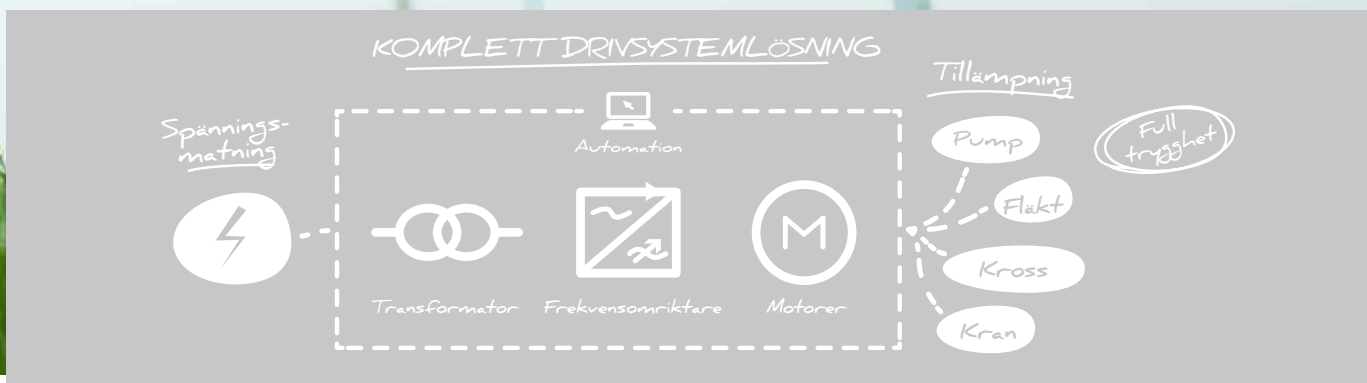 KOMPLETT DRIVSYSTEMLÖSNING
Tillämpning
Spännings-
matning
Automation
Pump
Full
trygghet
Fläkt
M
Kross
Transformator
Frekvensomriktare
Motorer
Kran